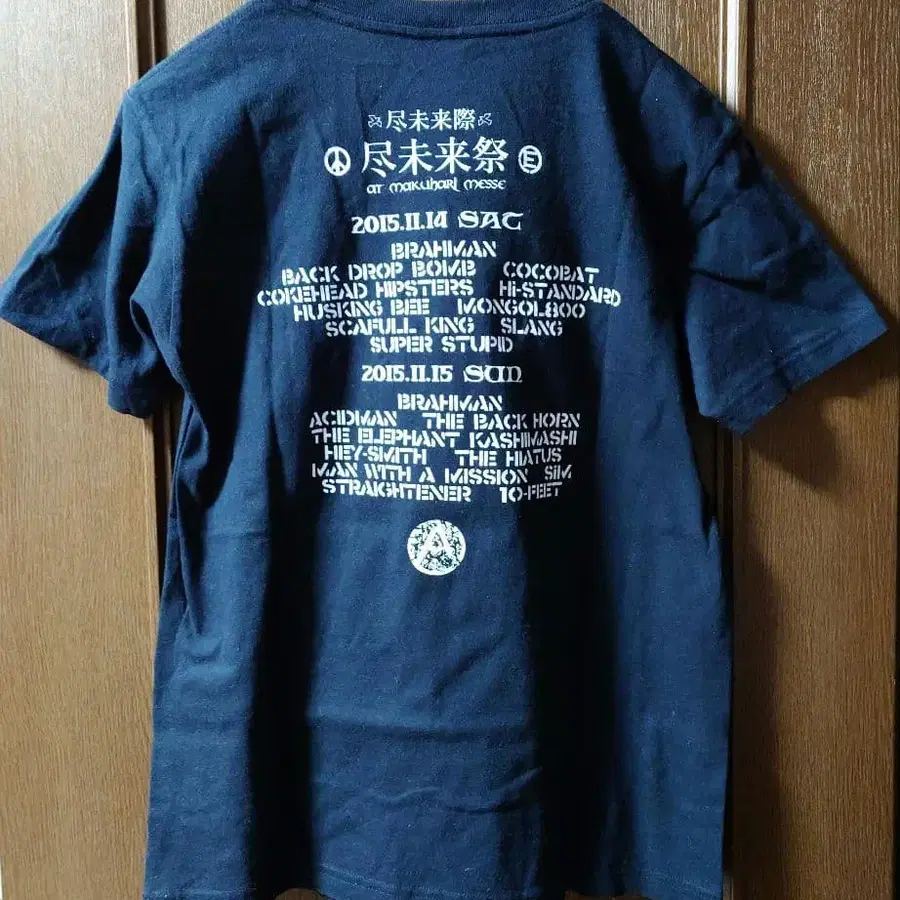 尽未来際
尽未来祭 E
AT MAKUHARI MESSE
2015.11.14 SAT
BRAHMAN
BACK DROP BOMB COCOBAT
COKEHEAD HIPSTERS Hi-STANDARD
HUSKING BEE MONGOL800
SCAFULL KING SLANG
SUPER STUPID
2015.11.15 SUN
BRAHMAN
ACIDMAN THE BACK HORN
THE ELEPHANT KASHIMASHI
HEY-SMITH THE HIATUS
MAN WITH A MISSION SiM
STRAIGHTENER 10-FEET
A